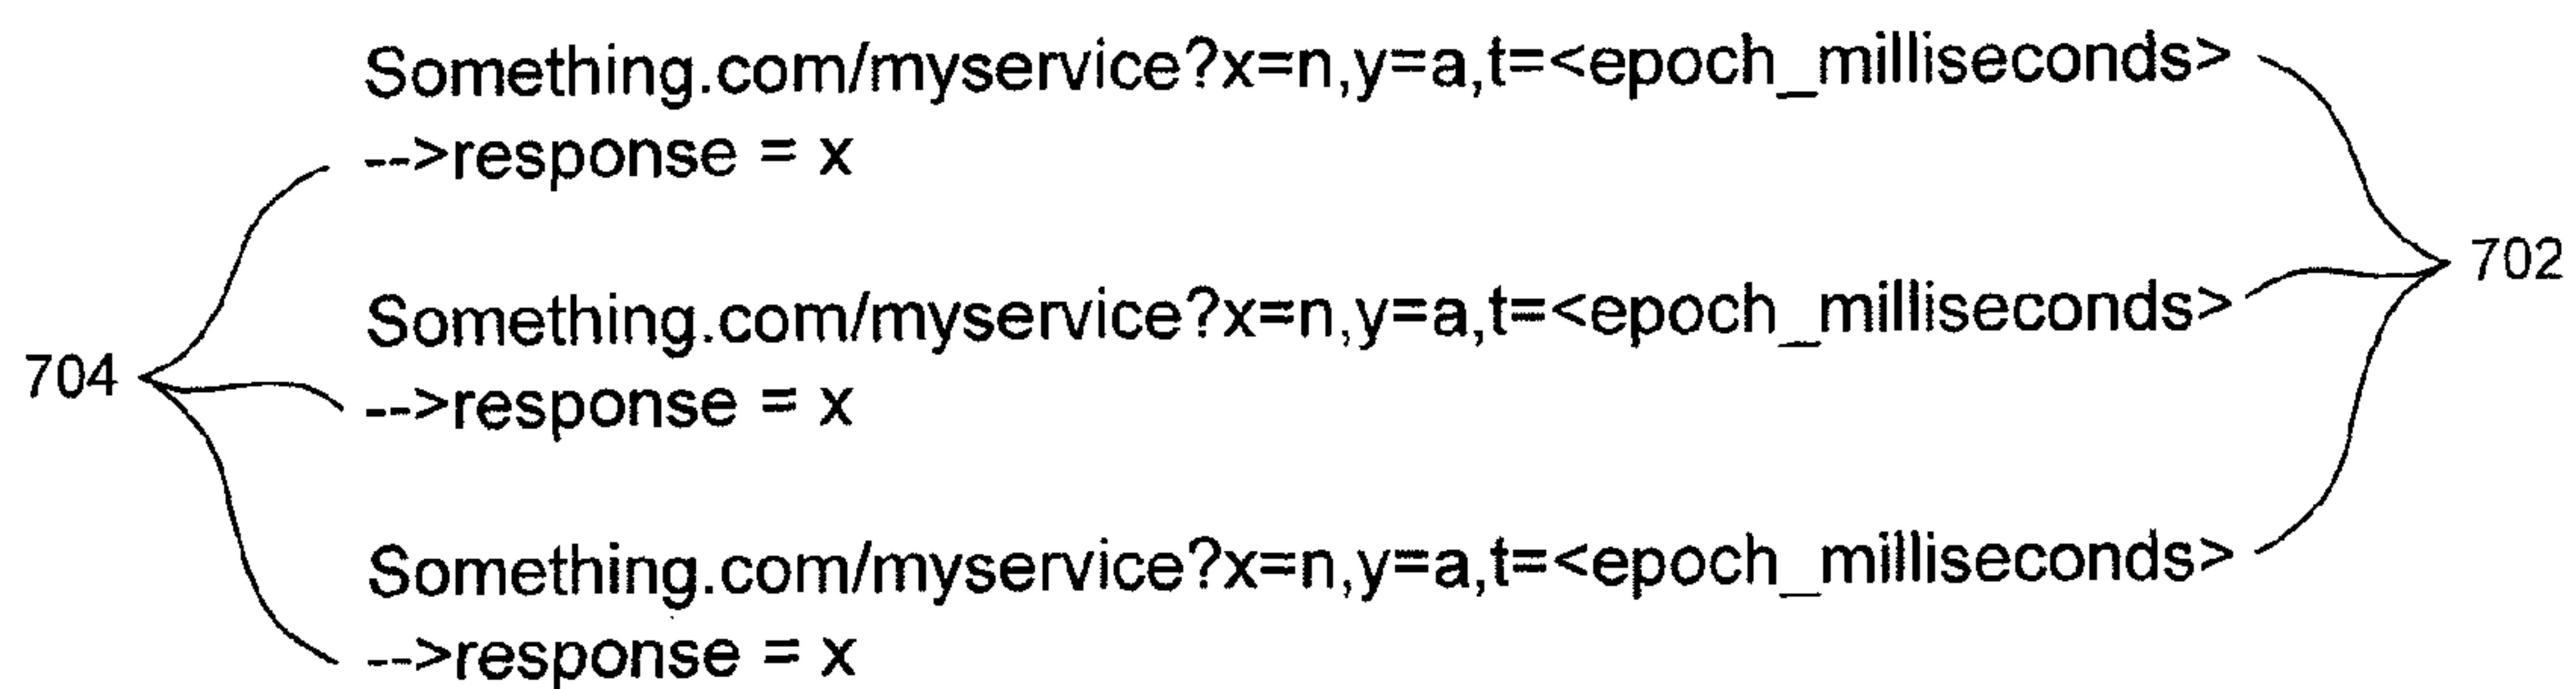 Something.com/myservice?x=n,y=a,t=<epoch_milliseconds>
-->response = x
702
Something.com/myservice?x=n,y=a,t=<epoch_milliseconds>
704
-->response = x
Something.com/myservice?x=n,y=a,t=<epoch_milliseconds>
-->response = x